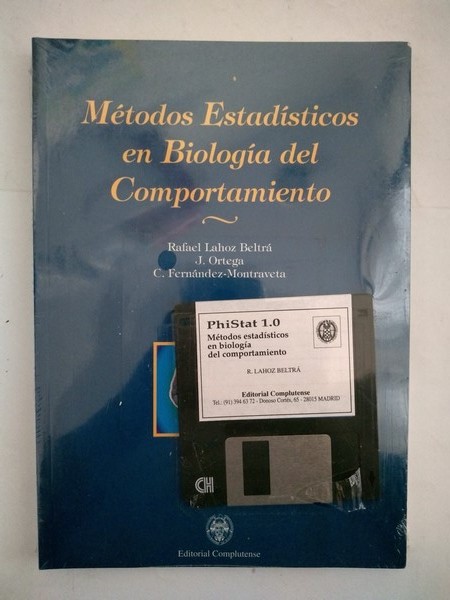 Métodos Estadísticos
en Biología del
Comportamiento
Rafael Lahoz Beltrá
J. Ortega
C. Fernández-Montraveta
PhiStat 1.0
Métodos estadísticos
en biología
del comportamiento
R. LAHOZ BELTRÁ
Editorial Complutense
Tel.: (91) 394 63 72 - Donoso Cortés, 65 - 28015 MADRID
Editorial Complutense